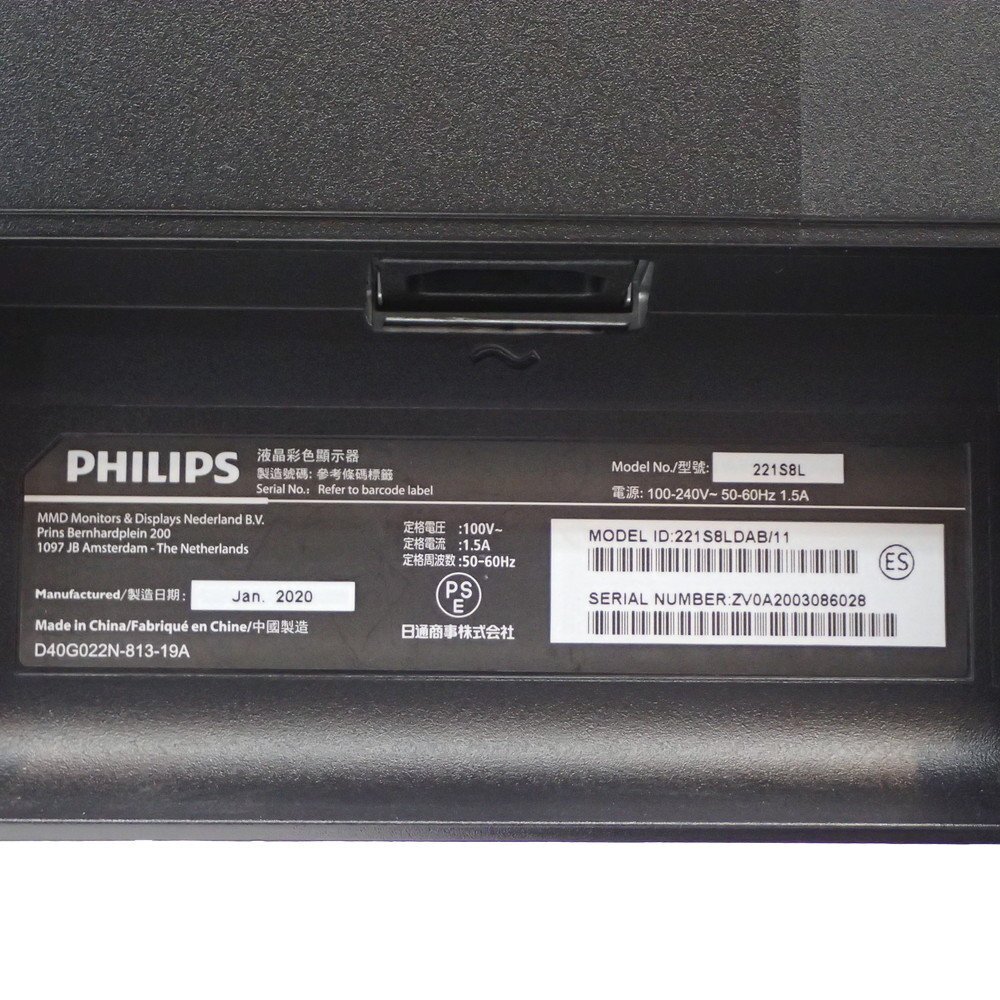 PHILIPS
液晶彩色顯示器
製造號碼: 參考條碼標籤
Serial No.: Refer to barcode label
Model No./型號: 221S8L
電源: 100-240V~ 50-60Hz 1.5A
MMD Monitors & Displays Nederland B.V.
Prins Bernhardplein 200
1097 JB Amsterdam - The Netherlands
Manufactured/製造日期: Jan. 2020
Made in China/Fabriqué en Chine/中國製造
D40G022N-813-19A
定格電圧 :100V~
定格電流 :1.5A
定格周波数 :50-60Hz
PS
E
日通商事株式会社
MODEL ID:221S8LDAB/11
SERIAL NUMBER:ZV0A2003086028
ES